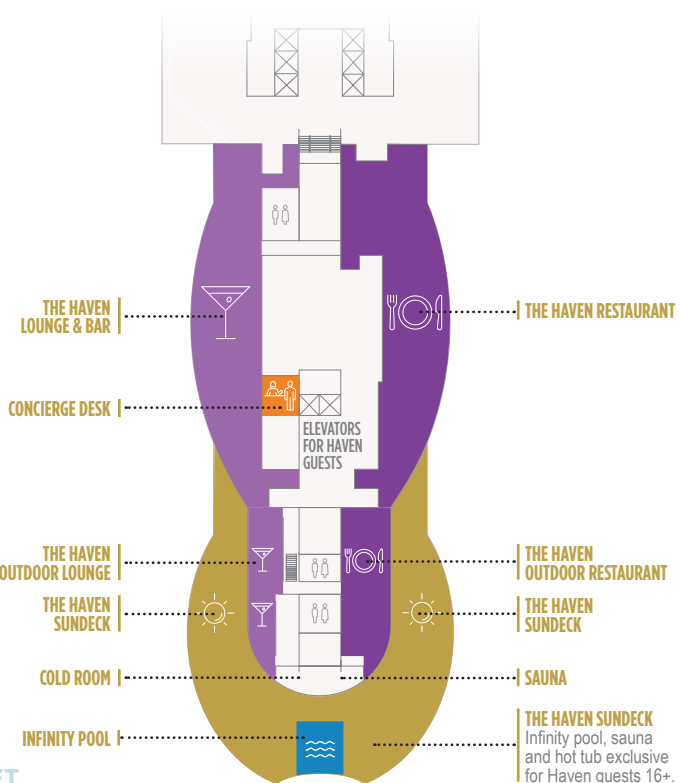 THE HAVEN
LOUNGE & BAR
THE HAVEN RESTAURANT
CONCIERGE DESK
ELEVATORS
FOR HAVEN
GUESTS
THE HAVEN
OUTDOOR LOUNGE
THE HAVEN
OUTDOOR RESTAURANT
THE HAVEN
SUNDECK
THE HAVEN
SUNDECK
COLD ROOM
SAUNA
INFINITY POOL
THE HAVEN SUNDECK
Infinity pool, sauna
and hot tub exclusive
for Haven guests 16+.